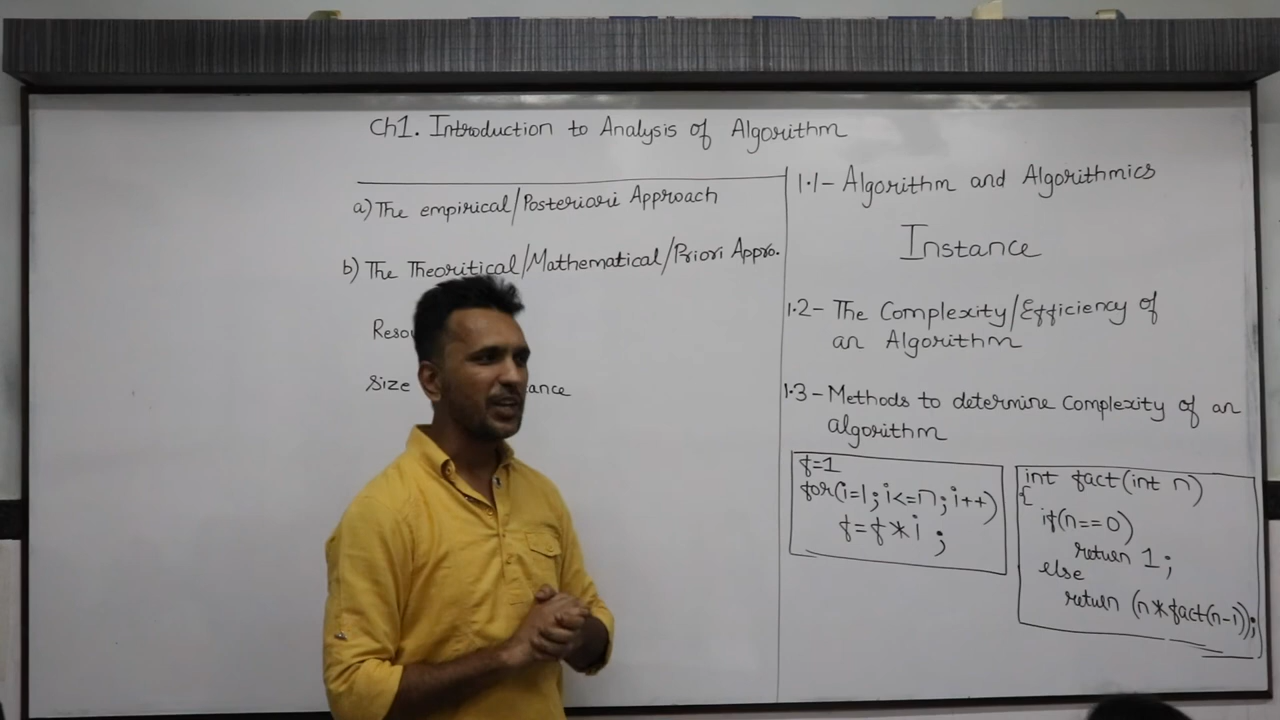 Ch1. Introduction to Analysis of Algorithm
a) The empirical/Posteriori Approach
b) The Theoritical/Mathematical/Priori Appro.
Size
1.1- Algorithm and Algorithmics
Instance
1.2- The Complexity/Efficiency of
an Algorithm
1.3- Methods to determine Complexity of an
algorithm
f=1
for(i=1; i<=n; i++)
f=f*i ;
int fact(int n)
{
if(n==0)
return 1;
else
return (n*fact(n-1));